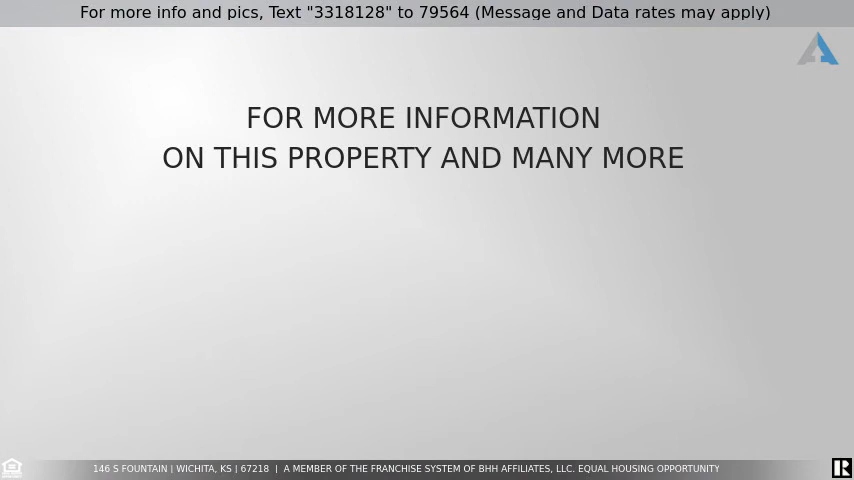 For more info and pics, Text "3318128" to 79564 (Message and Data rates may apply)
FOR MORE INFORMATION
ON THIS PROPERTY AND MANY MORE
146 S FOUNTAIN | WICHITA, KS | 67218 | A MEMBER OF THE FRANCHISE SYSTEM OF BHH AFFILIATES, LLC. EQUAL HOUSING OPPORTUNITY